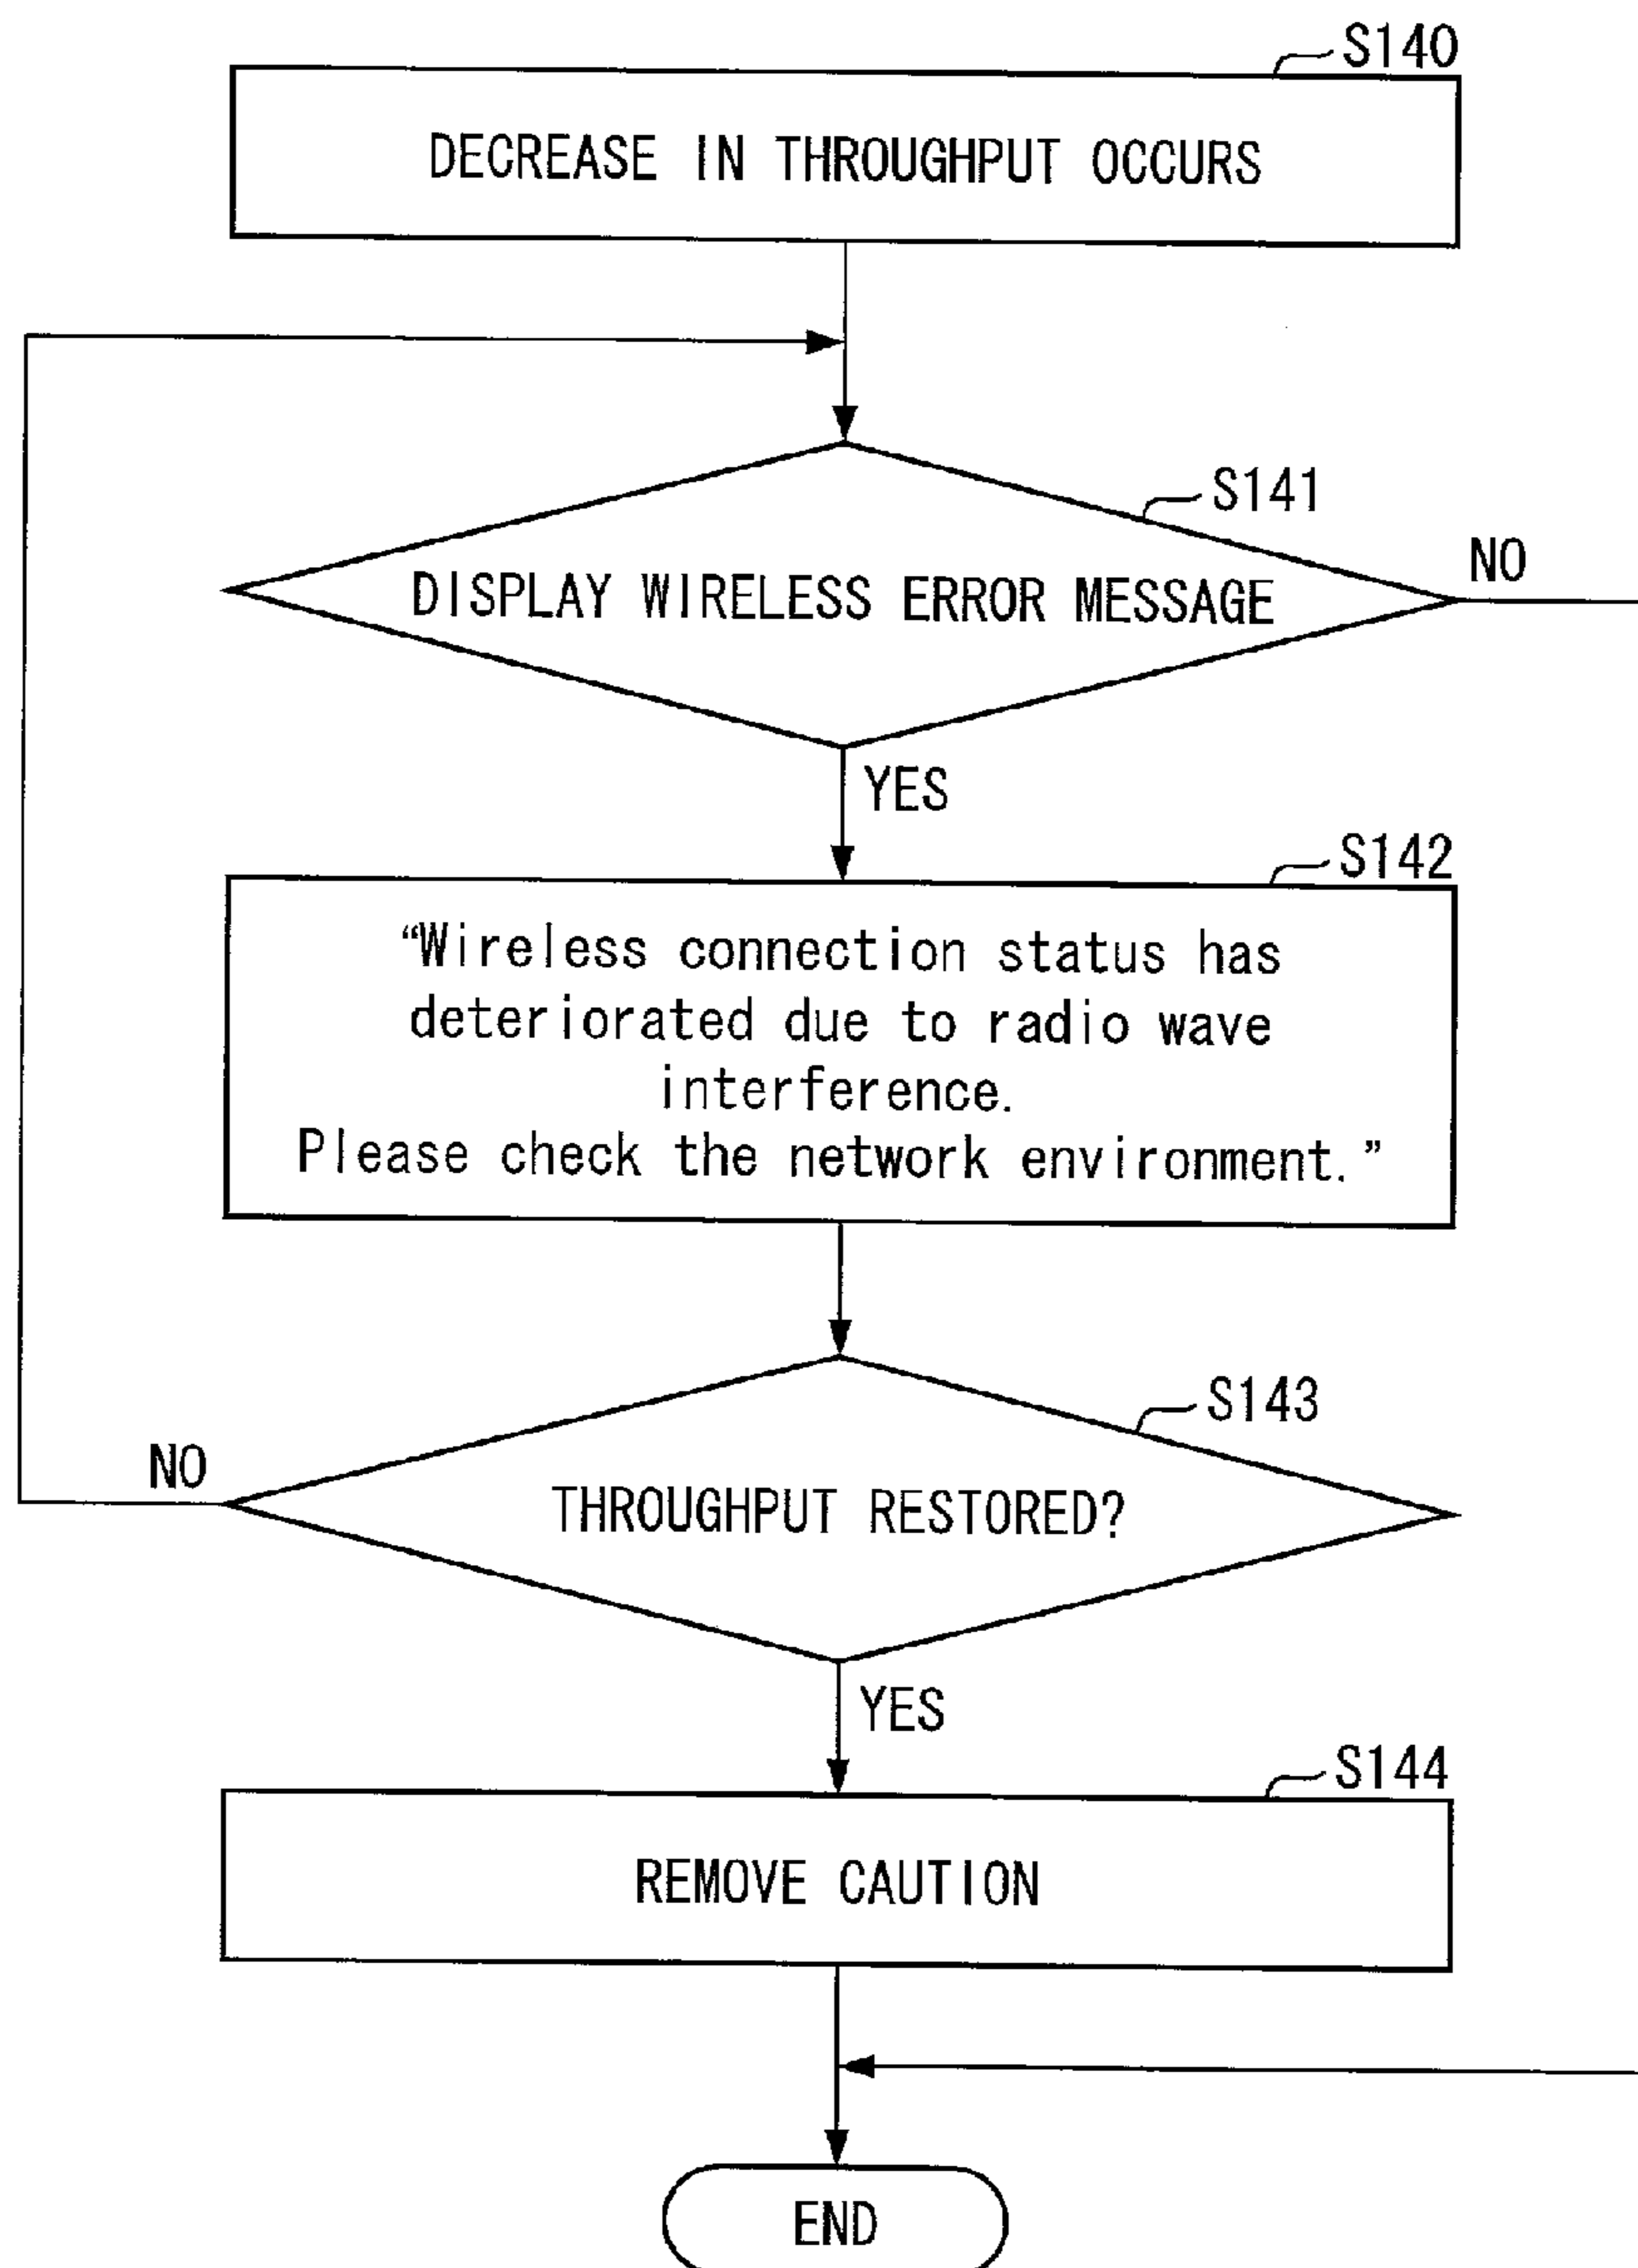 S140
DECREASE IN THROUGHPUT OCCURS
S141
NO
DISPLAY WIRELESS ERROR MESSAGE
YES
S142
“Wireless connection status has
deteriorated due to radio wave
interference.
Please check the network environment.”
S143
NO
THROUGHPUT RESTORED?
YES
S144
REMOVE CAUTION
END